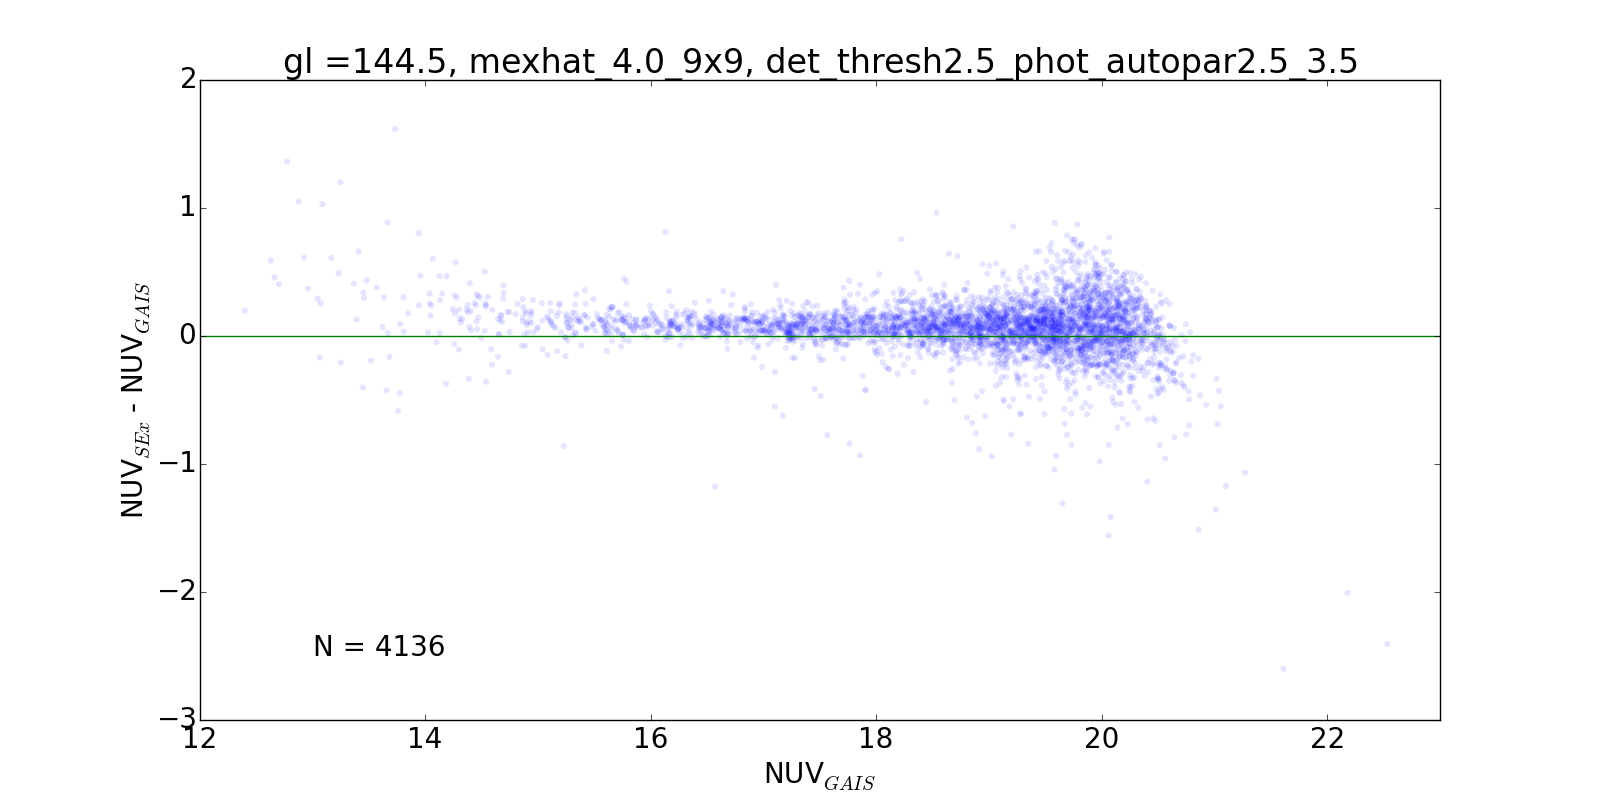 gl =144.5, mexhat_4.0_9x9, det_thresh2.5_phot_autopar2.5_3.5
2
1
0
−1
−2
−3
NUV_SEx - NUV_GAIS
N = 4136
12 14 16 18 20 22
NUV_GAIS